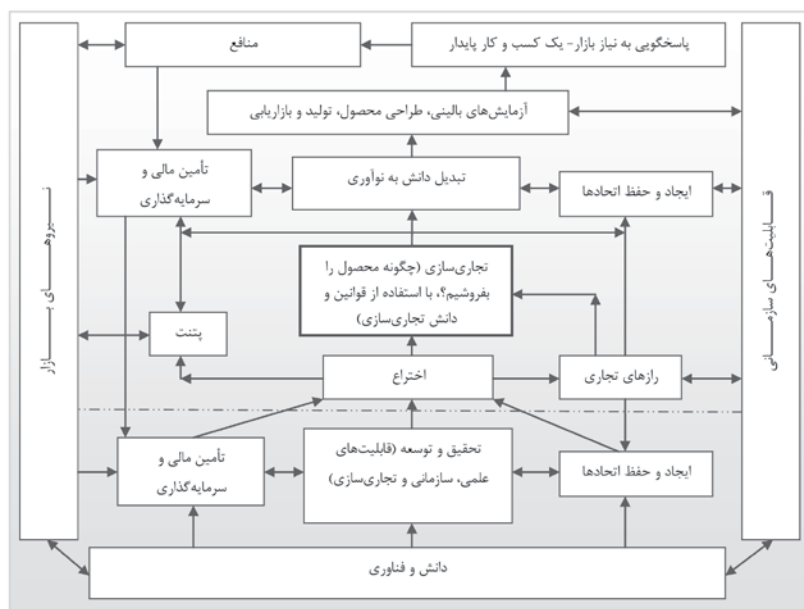 پاسخگویی به نیاز بازار- یک کسب و کار پایدار
منافع
آزمایش‌های بالینی، طراحی محصول، تولید و بازاریابی
ایجاد و حفظ اتحادها
تبدیل دانش به نوآوری
تأمین مالی و
سرمایه‌گذاری
قابلیت‌های سازمانی
نیروهای بازار
تجاری‌سازی (چگونه محصول را
بفروشیم؟، با استفاده از قوانین و
دانش تجاری‌سازی)
پتنت
رازهای تجاری
اختراع
ایجاد و حفظ اتحادها
تحقیق و توسعه (قابلیت‌های
علمی، سازمانی و تجاری‌سازی)
تأمین مالی و
سرمایه‌گذاری
دانش و فناوری